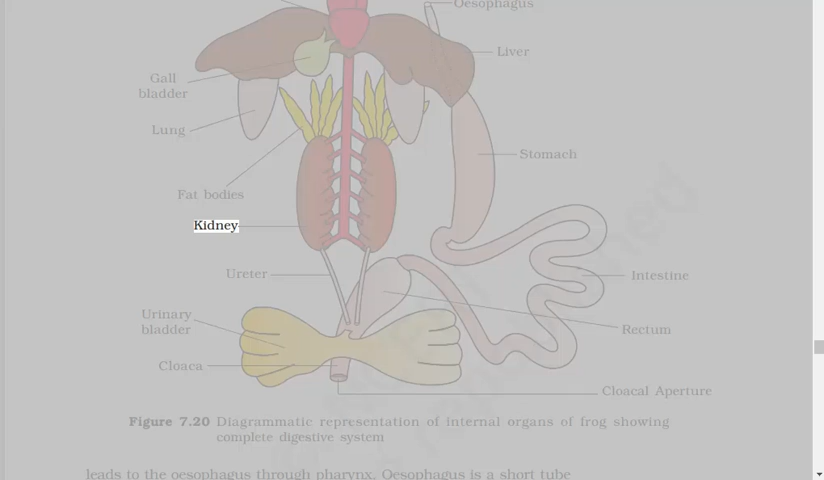 Oesophagus
Liver
Gall
bladder
Lung
Stomach
Fat bodies
Kidney
Ureter
Intestine
Urinary
bladder
Rectum
Cloaca
Cloacal Aperture
Figure 7.20 Diagrammatic representation of internal organs of frog showing
complete digestive system
leads to the oesophagus through pharynx. Oesophagus is a short tube